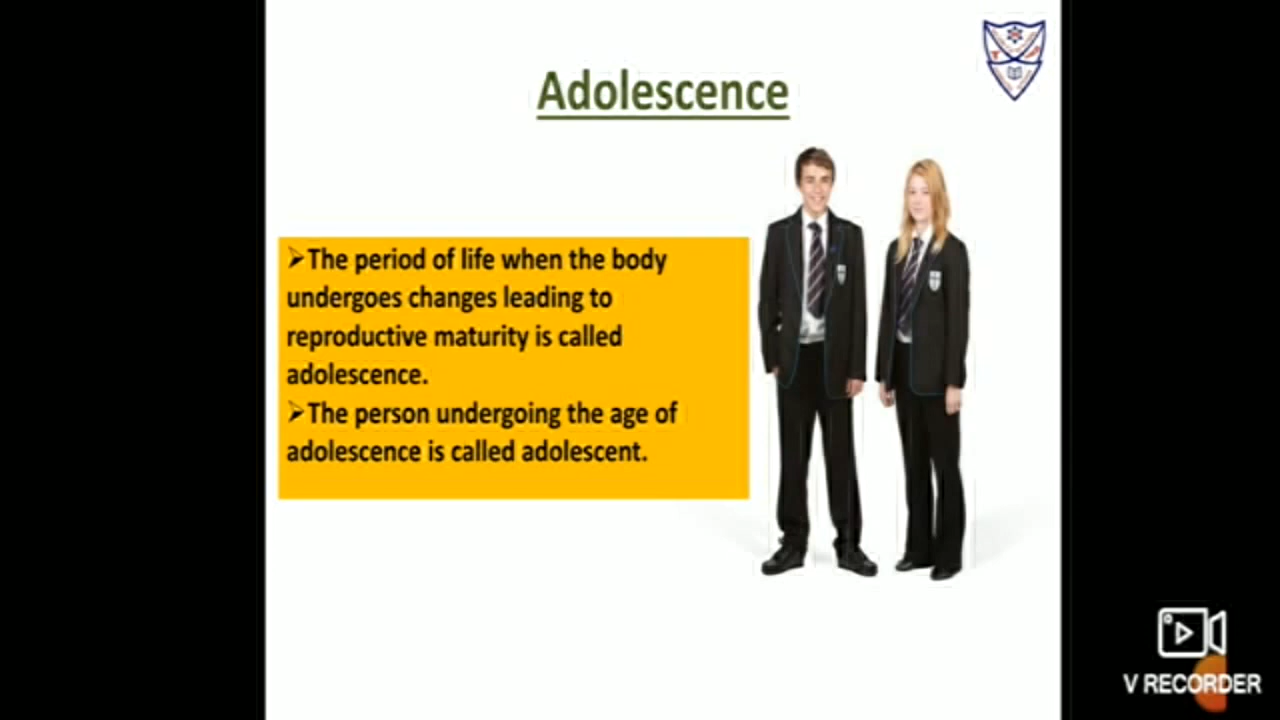 Adolescence
➢The period of life when the body
undergoes changes leading to
reproductive maturity is called
adolescence.
➢The person undergoing the age of
adolescence is called adolescent.
V RECORDER